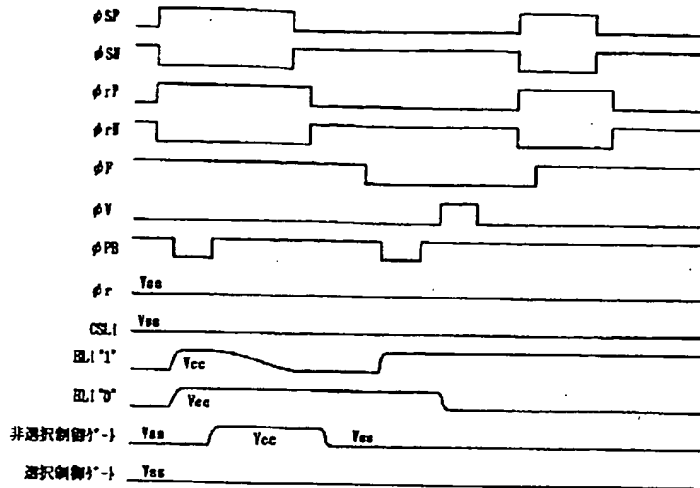 φSP
φSN
φrP
φrN
φF
φV
φPB
φr Vss
CSLi Vss
BLi"1" Vcc
BLi"0" Vcc
非選択制御ゲート Vss Vcc Vss
選択制御ゲート Vss